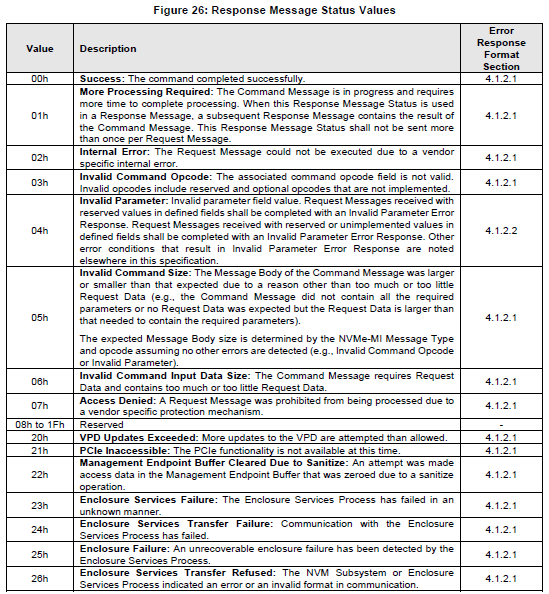 Figure 26: Response Message Status Values
Error
Response
Format
Section
Value
Description
00h
Success: The command completed successfully.
4.1.2.1
01h
More Processing Required: The Command Message is in progress and requires
more time to complete processing. When this Response Message Status is used
in a Response Message, a subsequent Response Message contains the result of
the Command Message. This Response Message Status shall not be sent more
than once per Request Message.
4.1.2.1
02h
Internal Error: The Request Message could not be executed due to a vendor
specific internal error.
4.1.2.1
03h
Invalid Command Opcode: The associated command opcode field is not valid.
Invalid opcodes include reserved and optional opcodes that are not implemented.
4.1.2.1
04h
Invalid Parameter: Invalid parameter field value. Request Messages received with
reserved values in defined fields shall be completed with an Invalid Parameter Error
Response. Request Messages received with reserved or unimplemented values in
defined fields shall be completed with an Invalid Parameter Error Response. Other
error conditions that result in Invalid Parameter Error Response are noted
elsewhere in this specification.
4.1.2.2
05h
Invalid Command Size: The Message Body of the Command Message was larger
or smaller than that expected due to a reason other than too much or too little
Request Data (e.g., the Command Message did not contain all the required
parameters or no Request Data was expected but the Request Data is larger than
that needed to contain the required parameters).
The expected Message Body size is determined by the NVMe-MI Message Type
and opcode assuming no other errors are detected (e.g., Invalid Command Opcode
or Invalid Parameter).
4.1.2.1
06h
Invalid Command Input Data Size: The Command Message requires Request
Data and contains too much or too little Request Data.
4.1.2.1
07h
Access Denied: A Request Message was prohibited from being processed due to
a vendor specific protection mechanism.
4.1.2.1
08h to 1Fh
Reserved
-
20h
VPD Updates Exceeded: More updates to the VPD are attempted than allowed.
4.1.2.1
21h
PCIe Inaccessible: The PCIe functionality is not available at this time.
4.1.2.1
22h
Management Endpoint Buffer Cleared Due to Sanitize: An attempt was made
access data in the Management Endpoint Buffer that was zeroed due to a sanitize
operation.
4.1.2.1
23h
Enclosure Services Failure: The Enclosure Services Process has failed in an
unknown manner.
4.1.2.1
24h
Enclosure Services Transfer Failure: Communication with the Enclosure
Services Process has failed.
4.1.2.1
25h
Enclosure Failure: An unrecoverable enclosure failure has been detected by the
Enclosure Services Process.
4.1.2.1
26h
Enclosure Services Transfer Refused: The NVM Subsystem or Enclosure
Services Process indicated an error or an invalid format in communication.
4.1.2.1